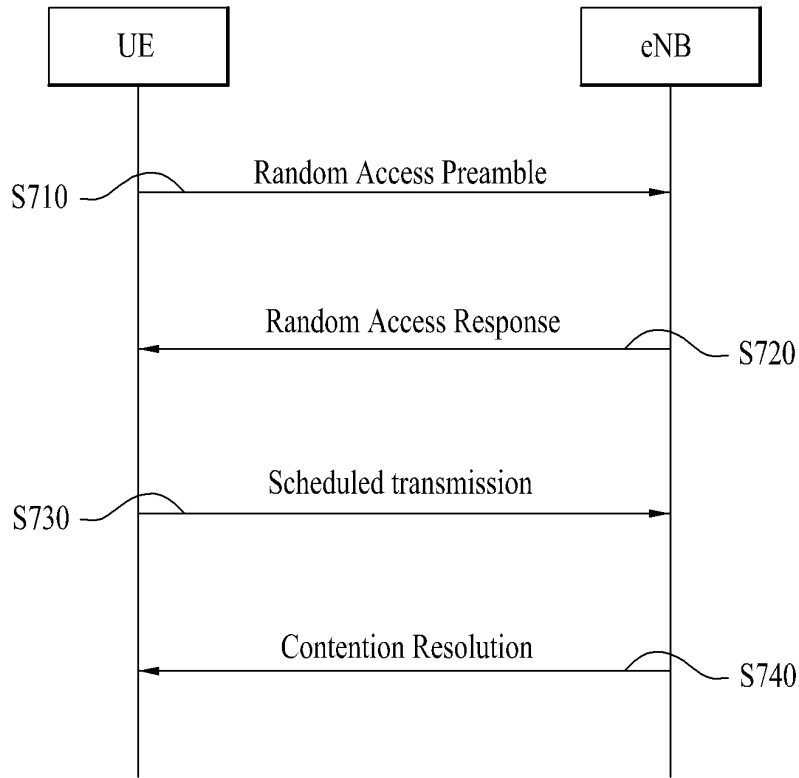 UE
eNB
Random Access Preamble
S710
Random Access Response
S720
Scheduled transmission
S730
Contention Resolution
S740